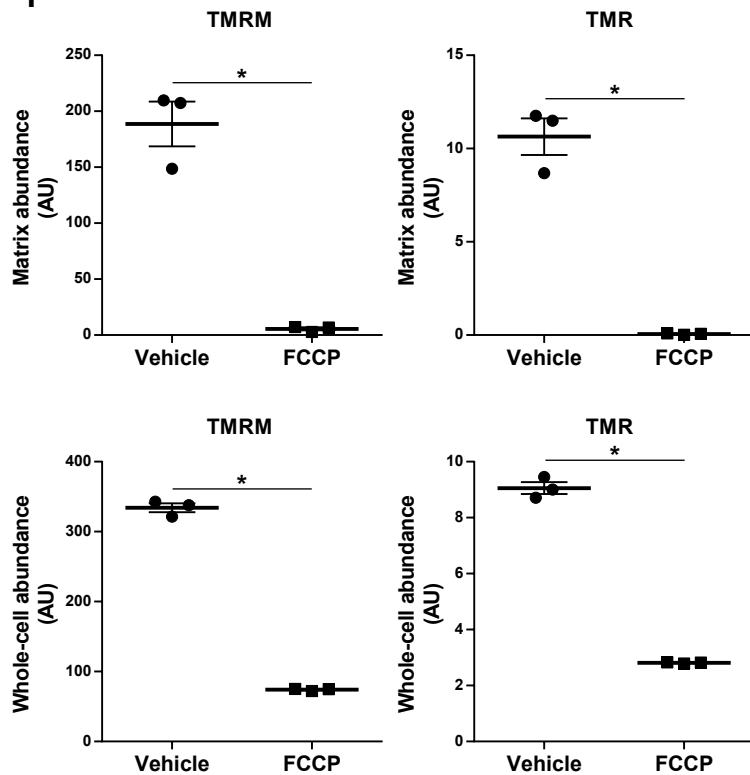 TMRM
250
200
150
100
50
0
Matrix abundance
(AU)
*
Vehicle FCCP
TMR
15
10
5
0
Matrix abundance
(AU)
*
Vehicle FCCP
TMRM
400
300
200
100
0
Whole-cell abundance
(AU)
*
Vehicle FCCP
TMR
10
8
6
4
2
0
Whole-cell abundance
(AU)
*
Vehicle FCCP